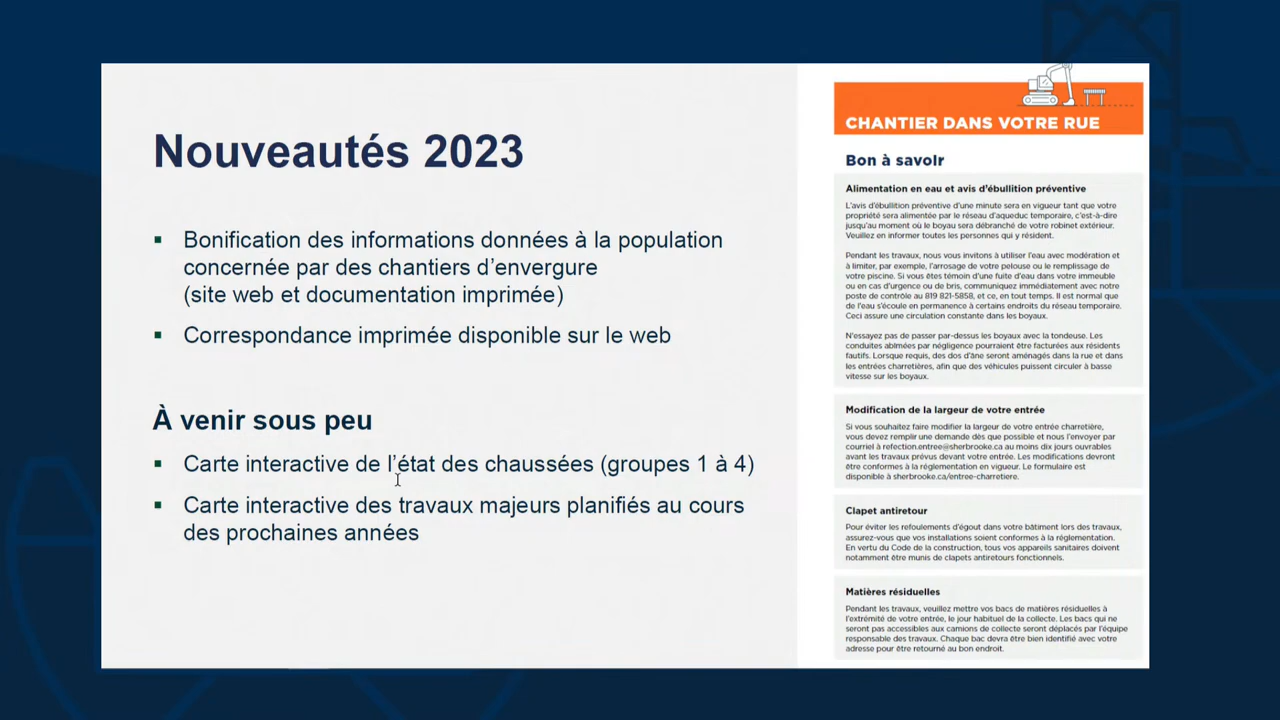 Nouveautés 2023
▪ Bonification des informations données à la population
concernée par des chantiers d’envergure
(site web et documentation imprimée)
▪ Correspondance imprimée disponible sur le web
À venir sous peu
▪ Carte interactive de l’état des chaussées (groupes 1 à 4)
▪ Carte interactive des travaux majeurs planifiés au cours
des prochaines années
CHANTIER DANS VOTRE RUE
Bon à savoir
Alimentation en eau et avis d’ébullition préventive
L’avis d’ébullition préventive d’une minute sera en vigueur tant que votre
propriété sera alimentée par le réseau d’aqueduc temporaire, c’est-à-dire
jusqu’au moment où le boyau sera débranché de votre robinet extérieur.
Veuillez en informer toutes les personnes qui y résident.
Pendant les travaux, nous vous invitons à utiliser l’eau avec modération et
à limiter, par exemple, l’arrosage de votre pelouse ou le remplissage de
votre piscine. Si vous êtes témoin d’une fuite d’eau dans votre immeuble
ou en cas d’urgence ou de bris, communiquez immédiatement avec notre
poste de contrôle au 819 821-5858, et ce, en tout temps. Il est normal que
de l’eau s’écoule en permanence à certains endroits du réseau temporaire.
Ceci assure une circulation constante dans les boyaux.
N’essayez pas de passer par-dessus les boyaux avec la tondeuse. Les
conduites abîmées par négligence pourraient être facturées aux résidents
fautifs. Lorsque requis, des dos d’âne seront aménagés dans la rue et dans
les entrées charretières, afin que des véhicules puissent circuler à basse
vitesse sur les boyaux.
Modification de la largeur de votre entrée
Si vous souhaitez faire modifier la largeur de votre entrée charretière,
vous devez remplir une demande dès que possible et nous l’envoyer par
courriel à refection.entree@sherbrooke.ca au moins dix jours ouvrables
avant les travaux prévus devant votre entrée. Les modifications devront
être conformes à la réglementation en vigueur. Le formulaire est
disponible à sherbrooke.ca/entree-charretiere.
Clapet antiretour
Pour éviter les refoulements d’égout dans votre bâtiment lors des travaux,
assurez-vous que vos installations soient conformes à la réglementation.
En vertu du Code de la construction, tous vos appareils sanitaires doivent
notamment être munis de clapets antiretours fonctionnels.
Matières résiduelles
Pendant les travaux, veuillez mettre vos bacs de matières résiduelles à
l’extrémité de votre entrée, le jour habituel de la collecte. Les bacs qui ne
seront pas accessibles aux camions de collecte seront déplacés par l’équipe
responsable des travaux. Chaque bac devra être bien identifié avec votre
adresse pour être retourné au bon endroit.